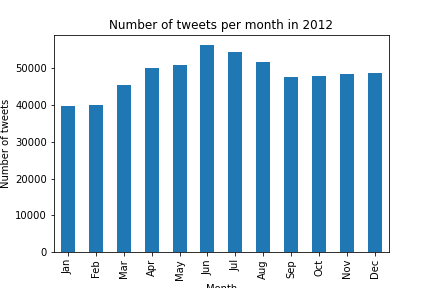 Number of tweets per month in 2012
Number of tweets
50000
40000
30000
20000
10000
0
Jan
Feb
Mar
Apr
May
Jun
Jul
Aug
Sep
Oct
Nov
Dec
Month